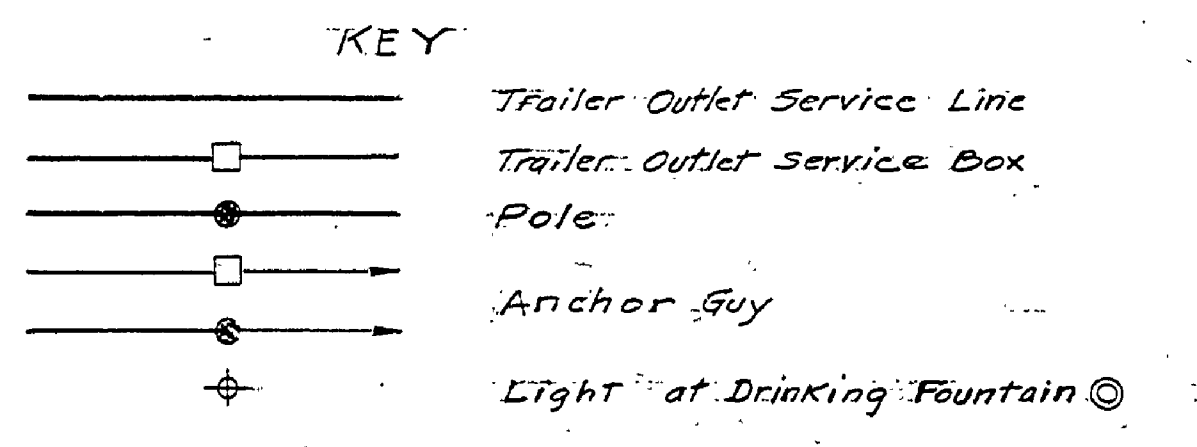 KEY
Trailer Outlet Service Line
Trailer Outlet Service Box
Pole
Anchor Guy
Light at Drinking Fountain